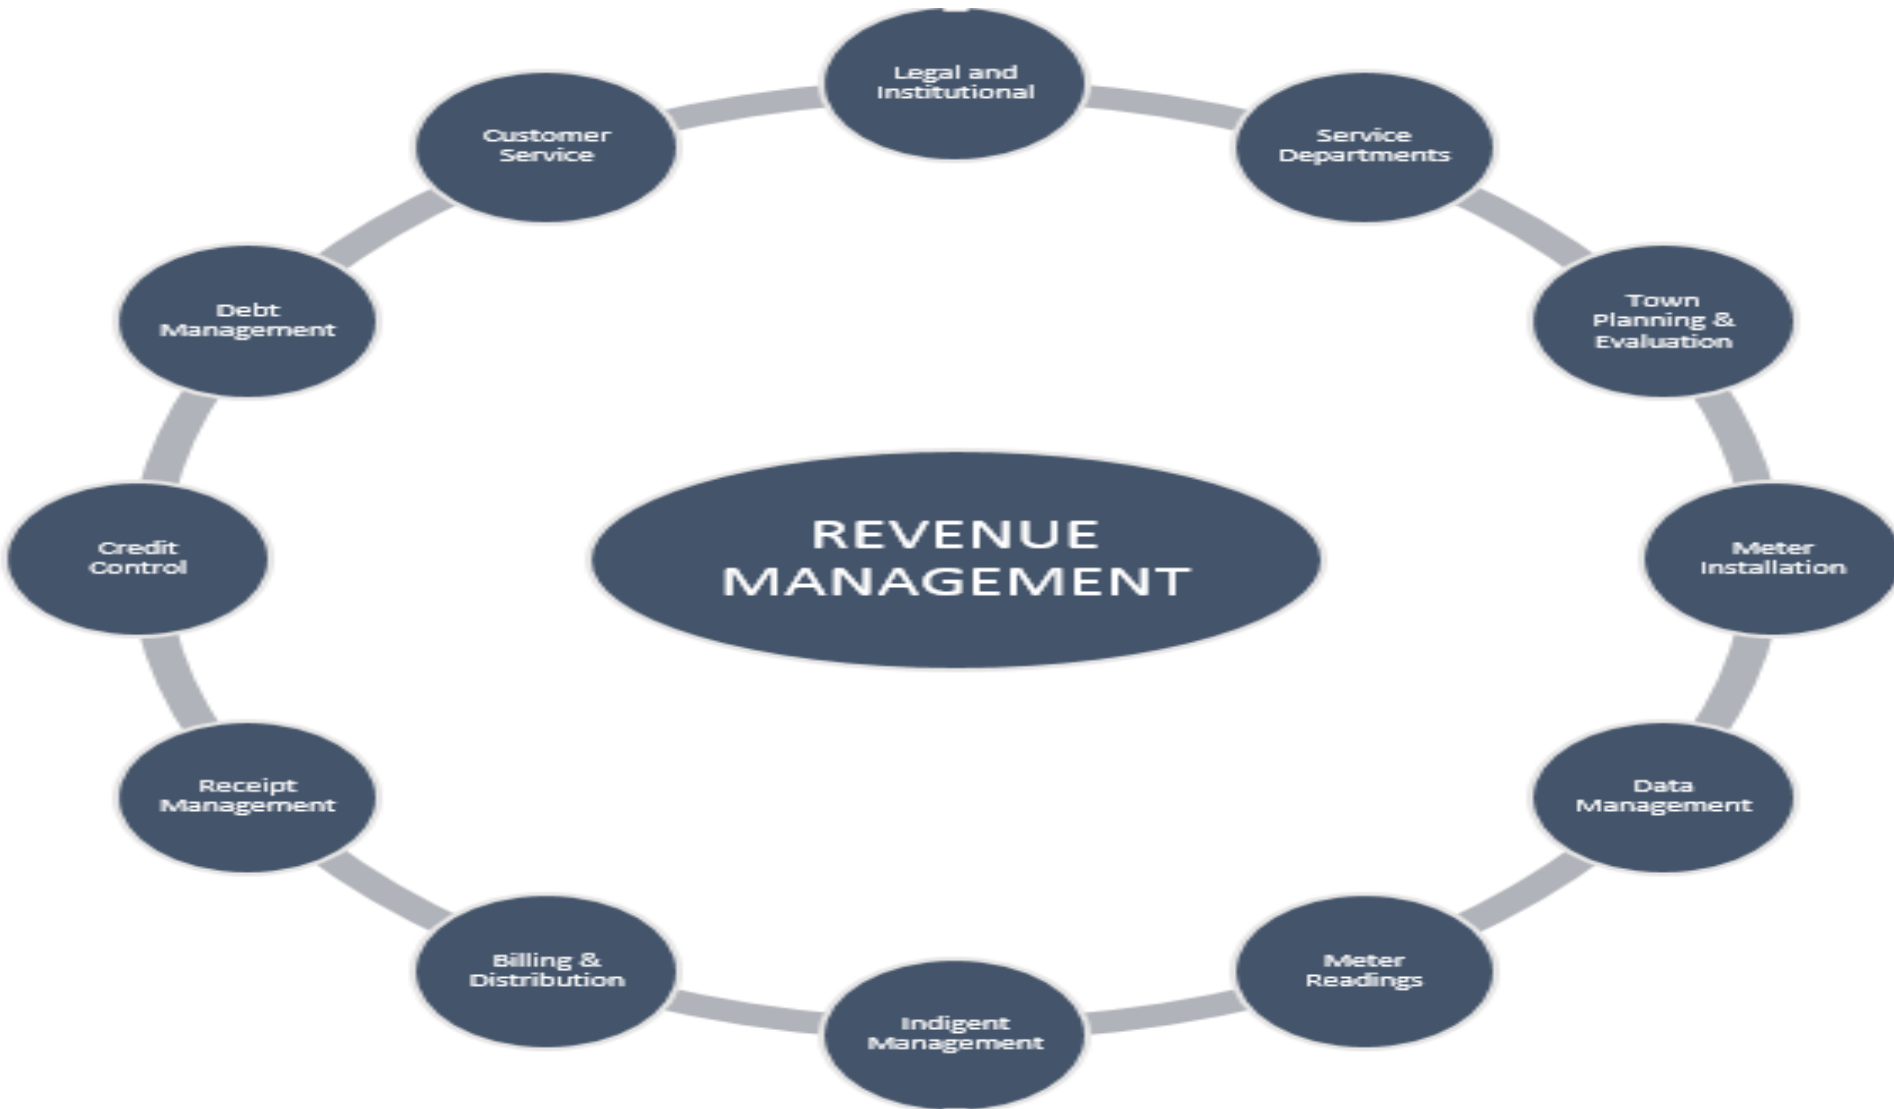 Legal and
Institutional
Service
Departments
Town
Planning &
Evaluation
Meter
Installation
Data
Management
Meter
Readings
Indigent
Management
Billing &
Distribution
Receipt
Management
Credit
Control
Debt
Management
Customer
Service
REVENUE
MANAGEMENT